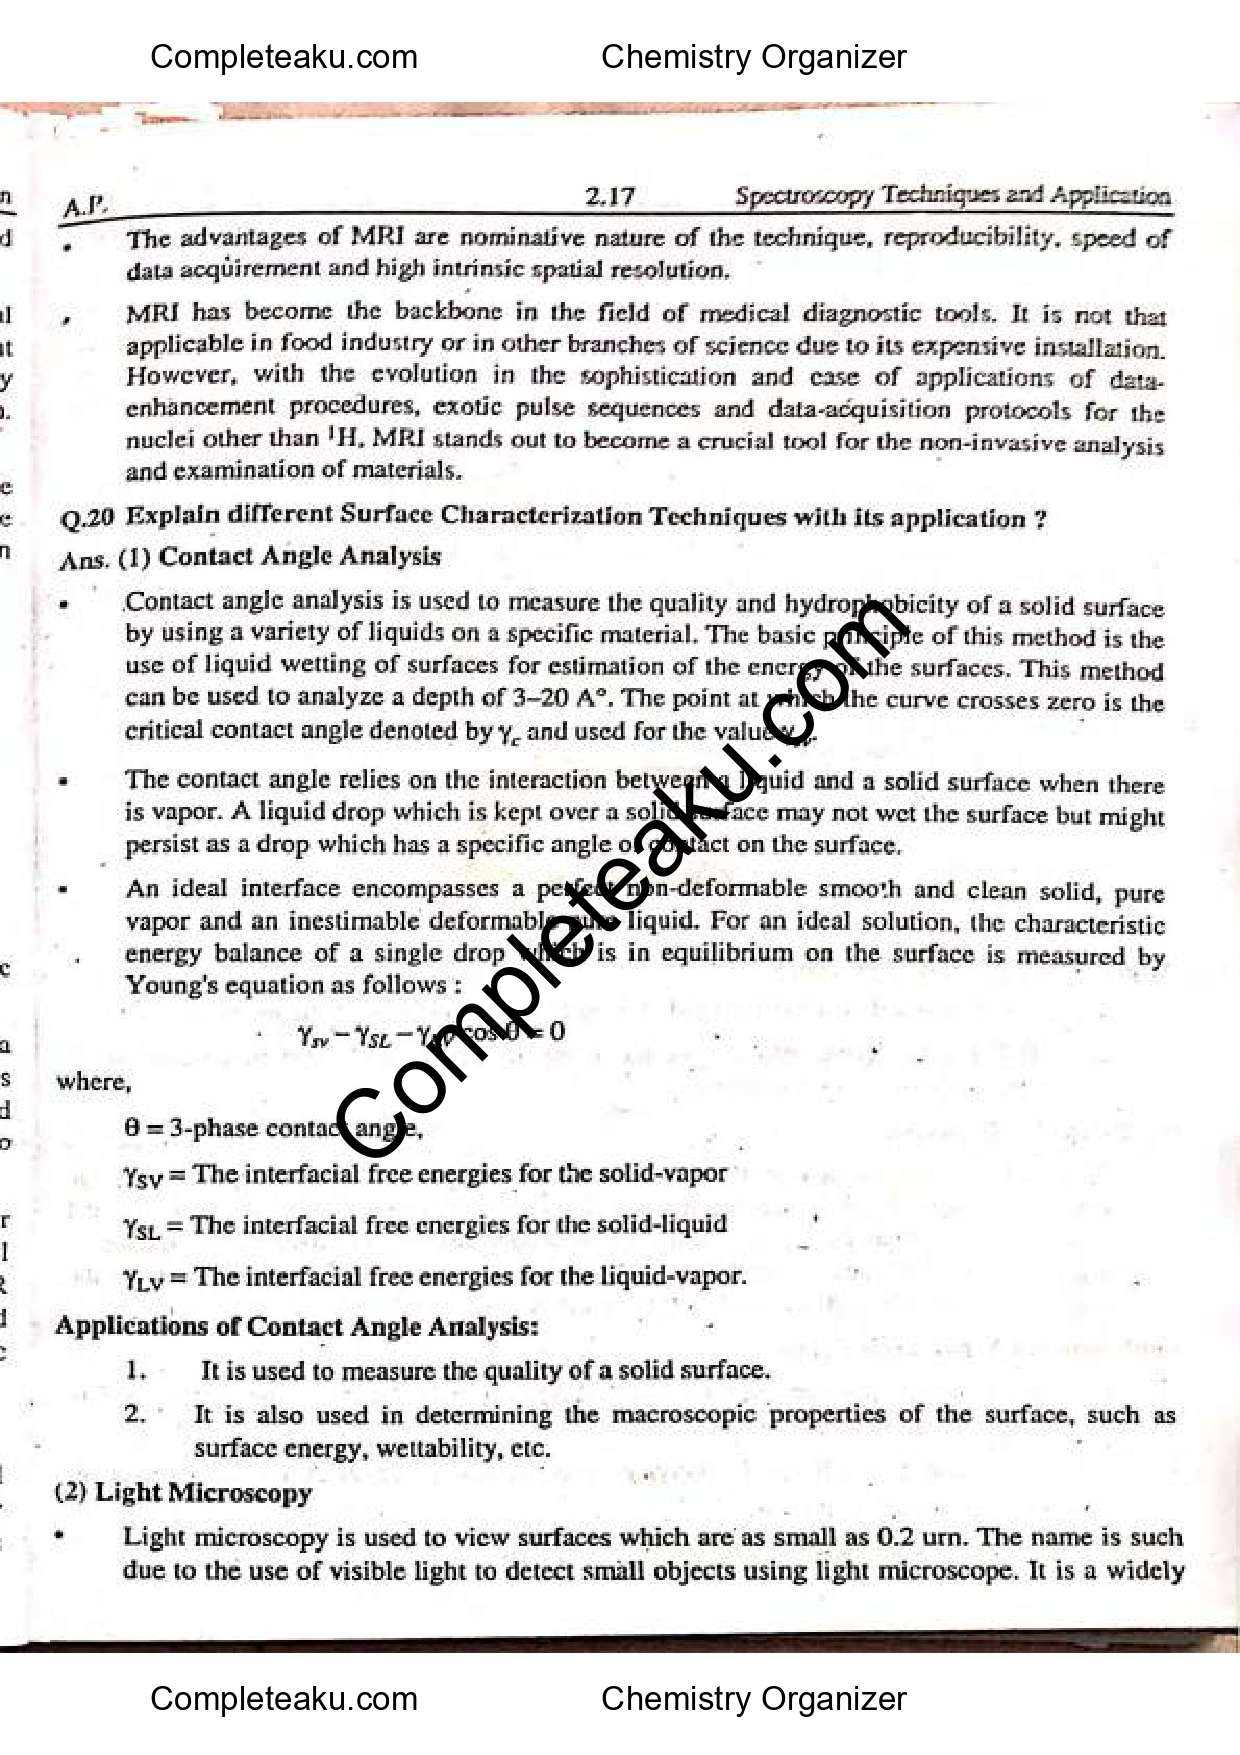 Completeaku.com Chemistry Organizer
A.P. 2.17 Spectroscopy Techniques and Application
• The advantages of MRI are nominative nature of the technique, reproducibility, speed of
data acquirement and high intrinsic spatial resolution.
• MRI has become the backbone in the field of medical diagnostic tools. It is not that
applicable in food industry or in other branches of science due to its expensive installation.
However, with the evolution in the sophistication and case of applications of data-
enhancement procedures, exotic pulse sequences and data-acquisition protocols for the
nuclei other than ¹H, MRI stands out to become a crucial tool for the non-invasive analysis
and examination of materials.
Q.20 Explain different Surface Characterization Techniques with its application ?
Ans. (1) Contact Angle Analysis
• Contact angle analysis is used to measure the quality and hydrophobicity of a solid surface
by using a variety of liquids on a specific material. The basic principle of this method is the
use of liquid wetting of surfaces for estimation of the energy of the surfaces. This method
can be used to analyze a depth of 3–20 A°. The point at which the curve crosses zero is the
critical contact angle denoted by γc and used for the value
• The contact angle relies on the interaction between a liquid and a solid surface when there
is vapor. A liquid drop which is kept over a solid surface may not wet the surface but might
persist as a drop which has a specific angle of contact on the surface.
• An ideal interface encompasses a perfect non-deformable smooth and clean solid, pure
vapor and an inestimable deformable pure liquid. For an ideal solution, the characteristic
energy balance of a single drop which is in equilibrium on the surface is measured by
Young's equation as follows :
γsv – γSL – γLV cos θ = 0
where,
θ = 3-phase contact angle,
γSV = The interfacial free energies for the solid-vapor
γSL = The interfacial free energies for the solid-liquid
γLV = The interfacial free energies for the liquid-vapor.
Applications of Contact Angle Analysis:
1. It is used to measure the quality of a solid surface.
2. It is also used in determining the macroscopic properties of the surface, such as
surface energy, wettability, etc.
(2) Light Microscopy
• Light microscopy is used to view surfaces which are as small as 0.2 urn. The name is such
due to the use of visible light to detect small objects using light microscope. It is a widely
Completeaku.com
Completeaku.com Chemistry Organizer